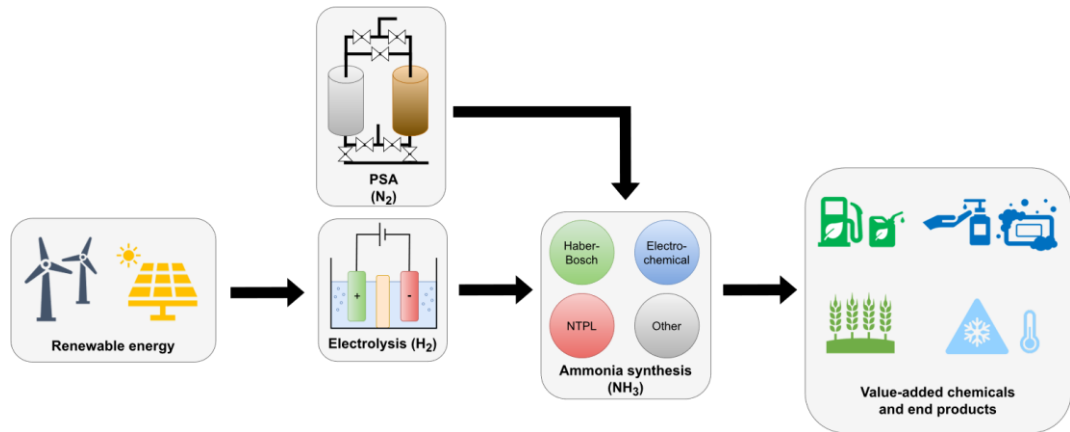 PSA
(N₂)
Renewable energy
+
-
Electrolysis (H₂)
Haber-
Bosch
Electro-
chemical
NTPL
Other
Ammonia synthesis
(NH₃)
Value-added chemicals
and end products